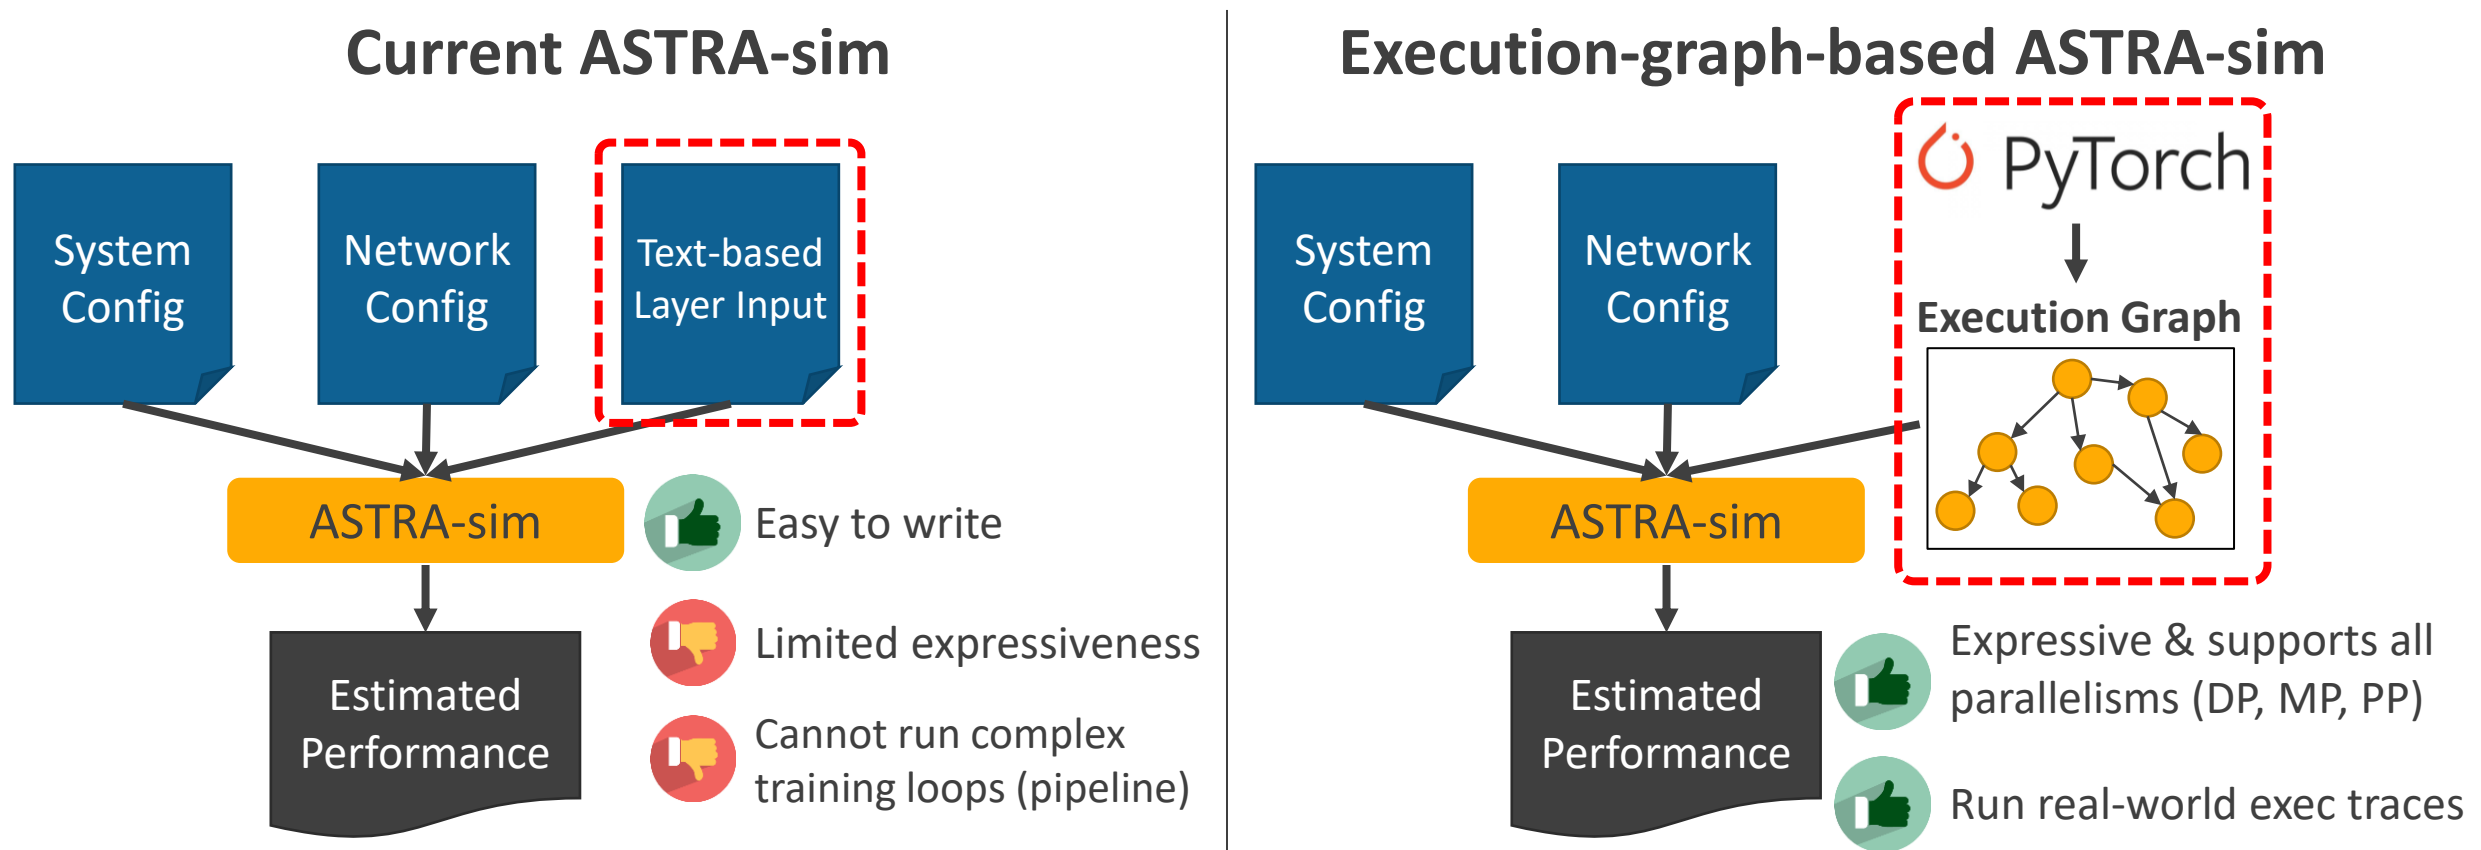 Current ASTRA-sim
System
Config
Network
Config
Text-based
Layer Input
ASTRA-sim
Easy to write
Limited expressiveness
Cannot run complex
training loops (pipeline)
Estimated
Performance
Execution-graph-based ASTRA-sim
System
Config
Network
Config
PyTorch
Execution Graph
ASTRA-sim
Estimated
Performance
Expressive & supports all
parallelisms (DP, MP, PP)
Run real-world exec traces